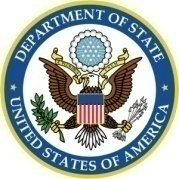 DEPARTMENT OF STATE
UNITED STATES OF AMERICA